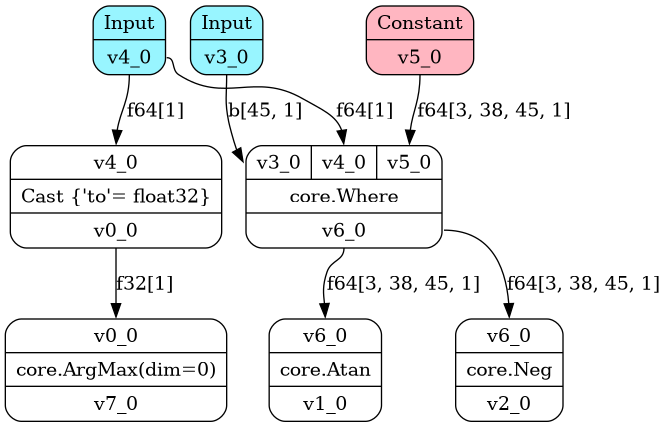 Input
v4_0
Input
v3_0
Constant
v5_0
f64[1]
b[45, 1]
f64[1]
f64[3, 38, 45, 1]
v4_0
Cast {'to'= float32}
v0_0
v3_0 v4_0 v5_0
core.Where
v6_0
f32[1]
f64[3, 38, 45, 1]
f64[3, 38, 45, 1]
v0_0
core.ArgMax(dim=0)
v7_0
v6_0
core.Atan
v1_0
v6_0
core.Neg
v2_0